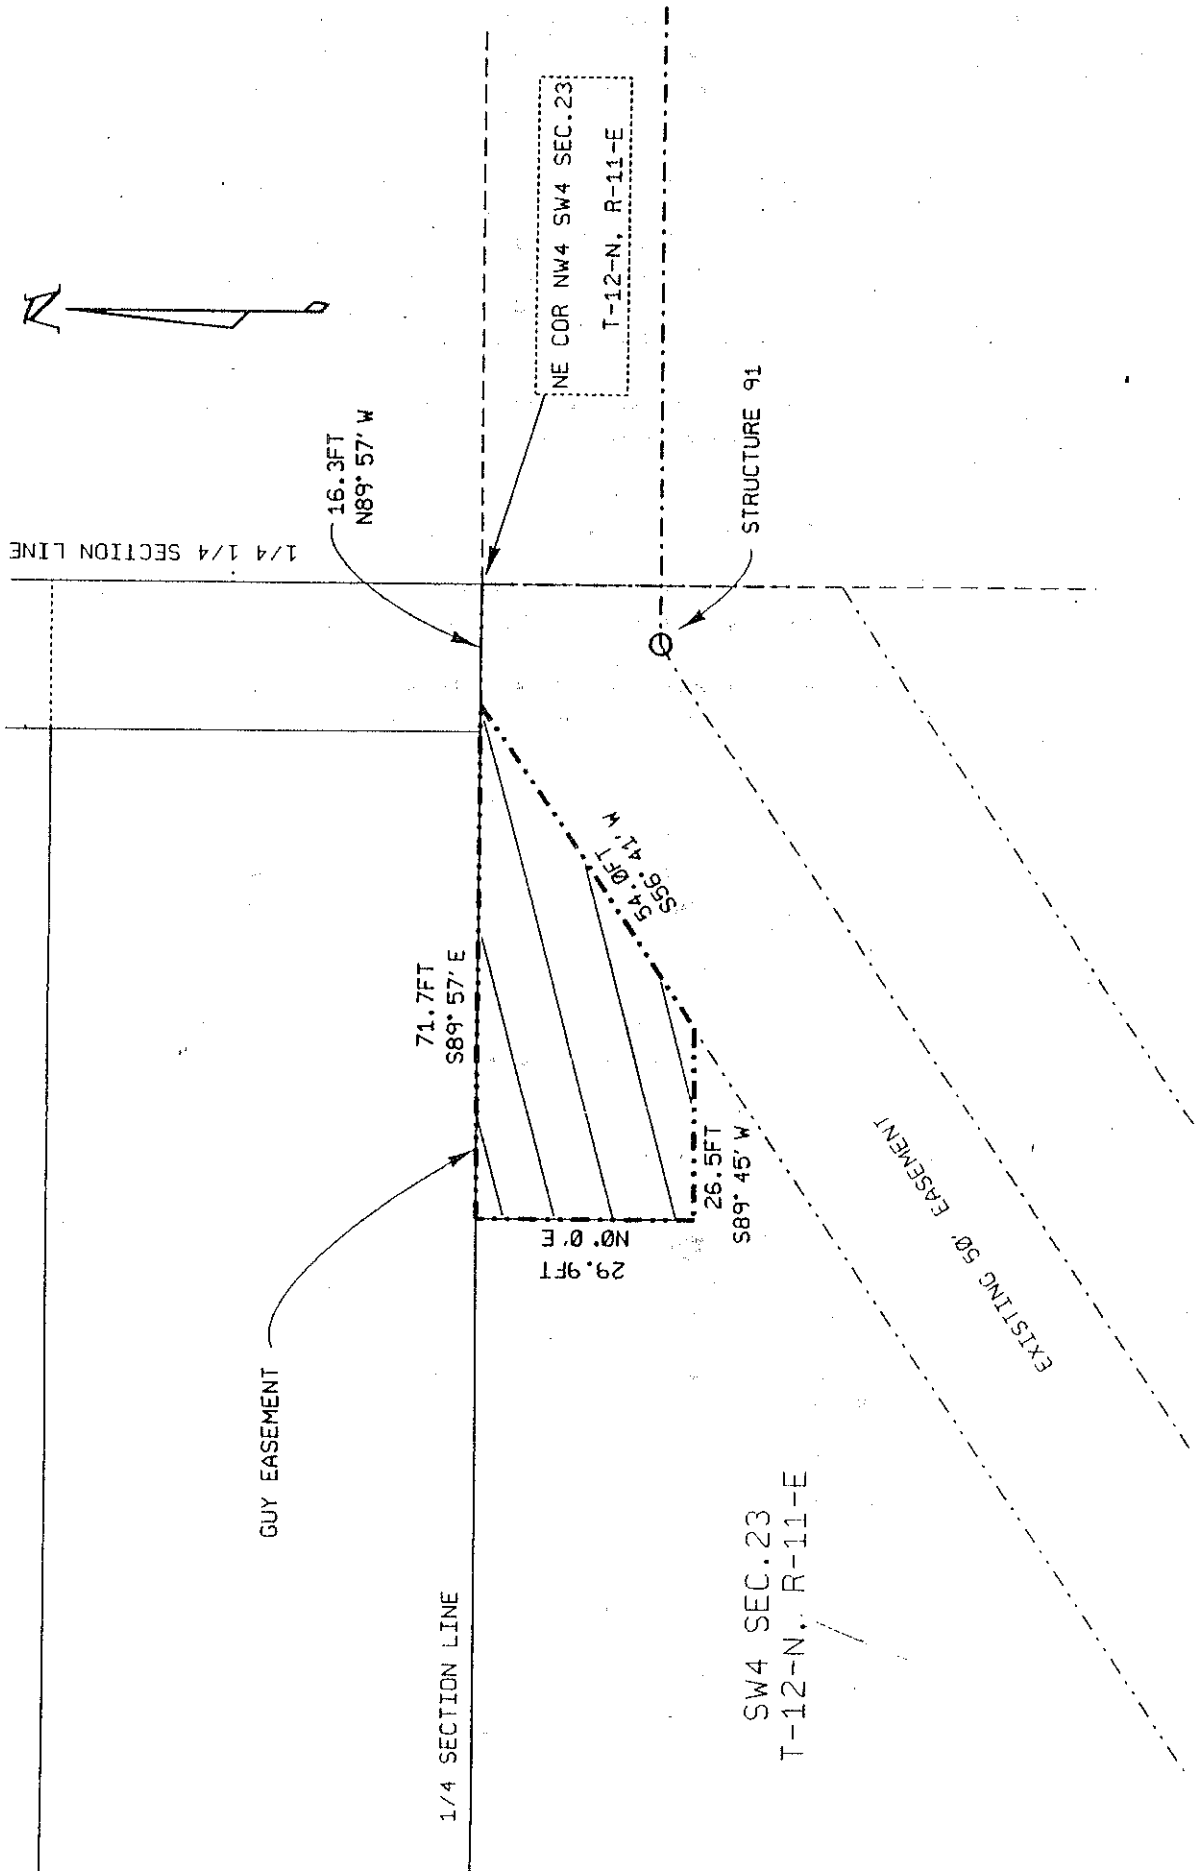 N
1/4 1/4 SECTION LINE
16.3FT
N89°57'W
NE COR NW4 SW4 SEC.23
T-12-N, R-11-E
STRUCTURE 91
71.7FT
S89°57'E
54.0FT
S56°41'W
26.5FT
S89°45'W
29.9FT
N0°0'E
GUY EASEMENT
EXISTING 50' EASEMENT
1/4 SECTION LINE
SW4 SEC.23
T-12-N, R-11-E